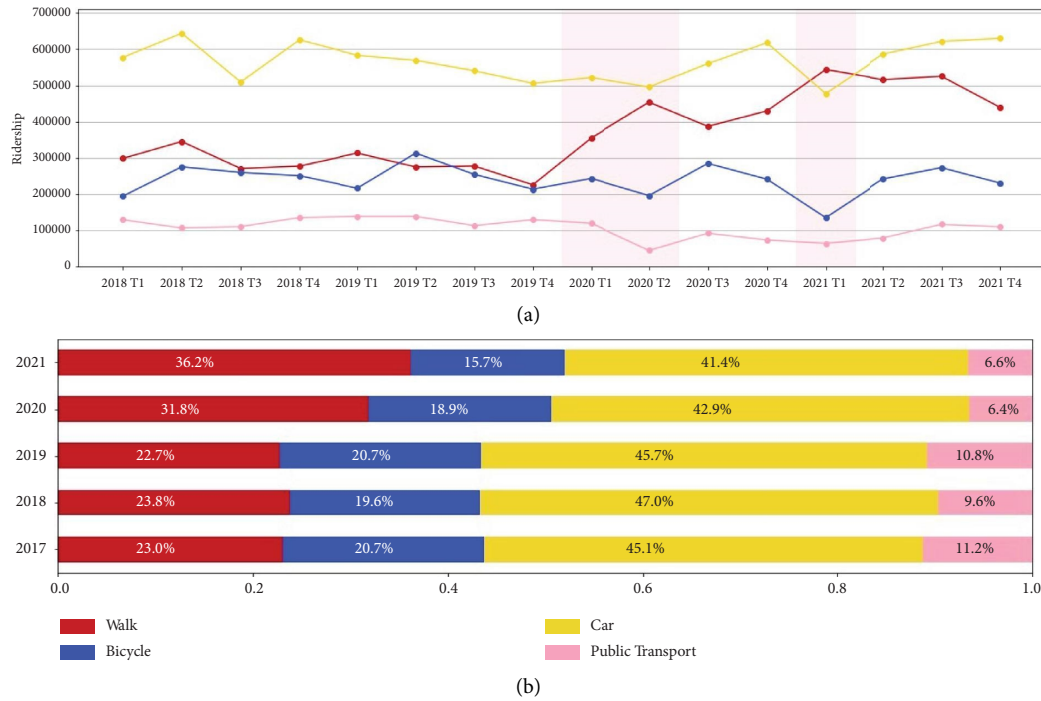 700000
600000
500000
400000
300000
200000
100000
0
Ridership
2018 T1 2018 T2 2018 T3 2018 T4 2019 T1 2019 T2 2019 T3 2019 T4 2020 T1 2020 T2 2020 T3 2020 T4 2021 T1 2021 T2 2021 T3 2021 T4
(a)
2021 36.2% 15.7% 41.4% 6.6%
2020 31.8% 18.9% 42.9% 6.4%
2019 22.7% 20.7% 45.7% 10.8%
2018 23.8% 19.6% 47.0% 9.6%
2017 23.0% 20.7% 45.1% 11.2%
0.0 0.2 0.4 0.6 0.8 1.0
Walk Car
Bicycle Public Transport
(b)